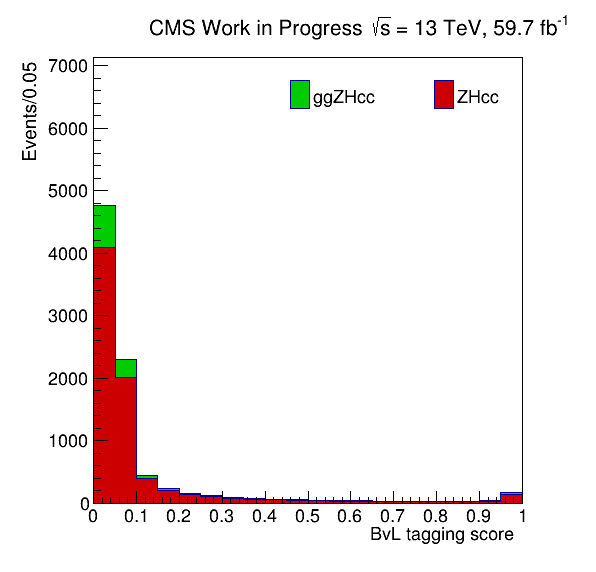 CMS Work in Progress √s = 13 TeV, 59.7 fb⁻¹
Events/0.05
7000
6000
5000
4000
3000
2000
1000
0
ggZHcc
ZHcc
0 0.1 0.2 0.3 0.4 0.5 0.6 0.7 0.8 0.9 1
BvL tagging score